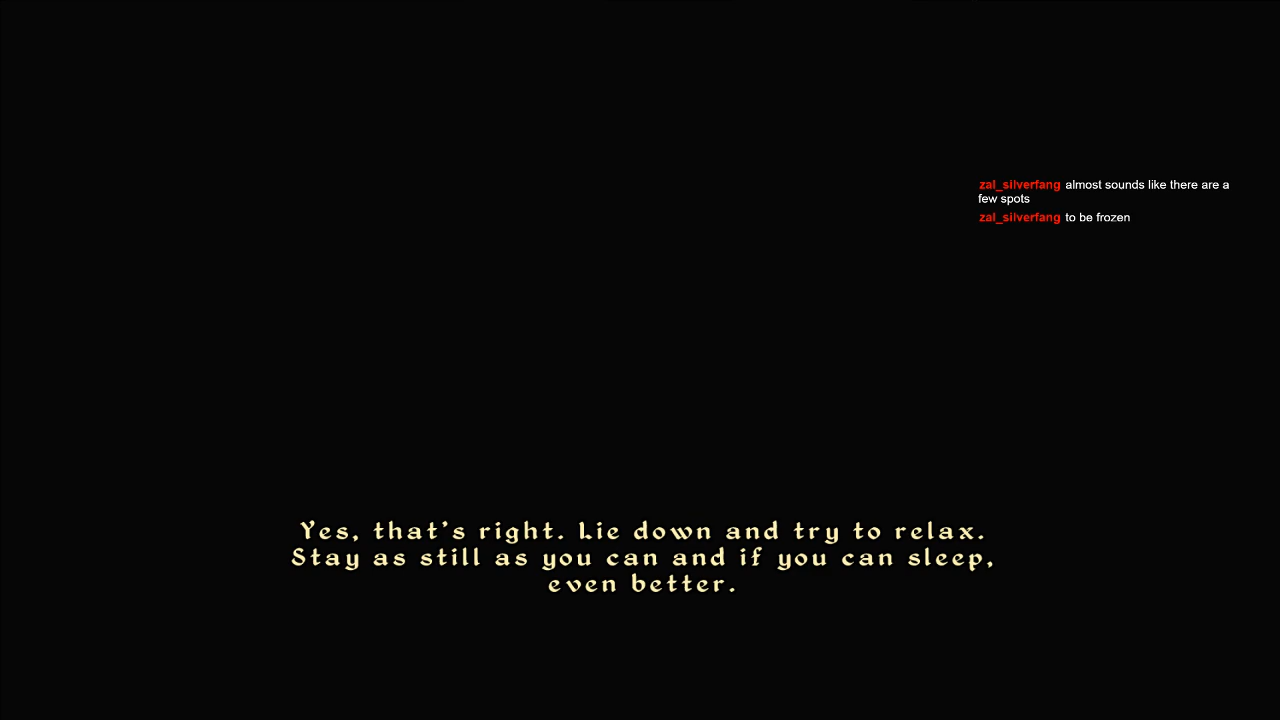 zal_silverfang almost sounds like there are a
few spots
zal_silverfang to be frozen
Yes, that's right. Lie down and try to relax.
Stay as still as you can and if you can sleep,
even better.